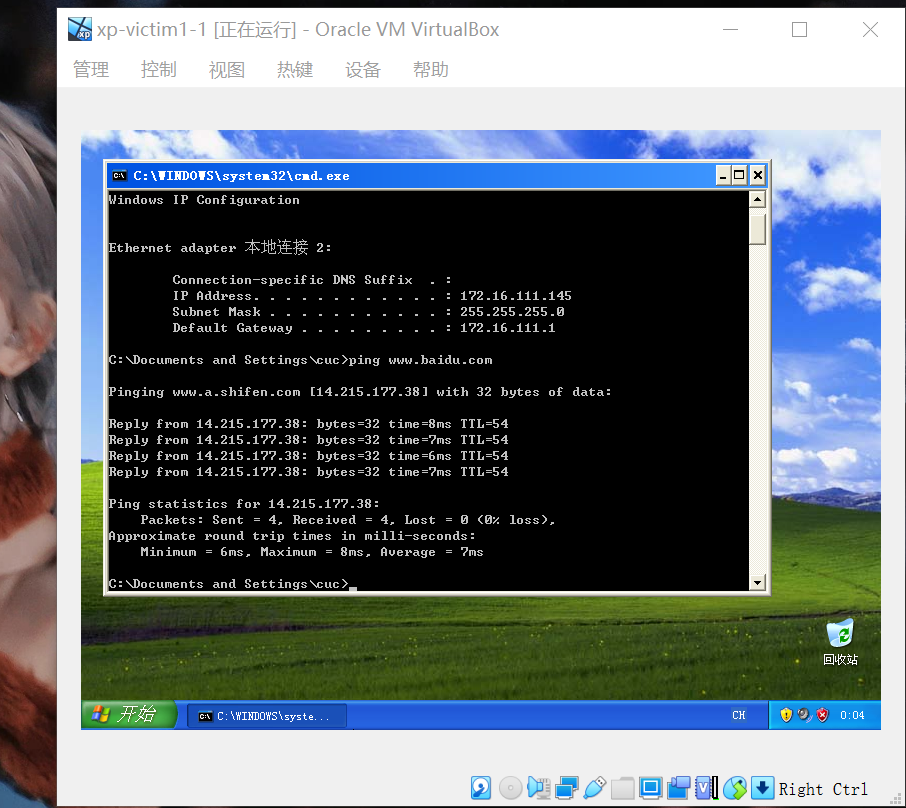 xp-victim1-1 [正在运行] - Oracle VM VirtualBox
管理 控制 视图 热键 设备 帮助
C:\WINDOWS\system32\cmd.exe
Windows IP Configuration
Ethernet adapter 本地连接 2:
Connection-specific DNS Suffix . :
IP Address. . . . . . . . . . . . : 172.16.111.145
Subnet Mask . . . . . . . . . . . : 255.255.255.0
Default Gateway . . . . . . . . . : 172.16.111.1
C:\Documents and Settings\cuc>ping www.baidu.com
Pinging www.a.shifen.com [14.215.177.38] with 32 bytes of data:
Reply from 14.215.177.38: bytes=32 time=8ms TTL=54
Reply from 14.215.177.38: bytes=32 time=7ms TTL=54
Reply from 14.215.177.38: bytes=32 time=6ms TTL=54
Reply from 14.215.177.38: bytes=32 time=7ms TTL=54
Ping statistics for 14.215.177.38:
Packets: Sent = 4, Received = 4, Lost = 0 (0% loss),
Approximate round trip times in milli-seconds:
Minimum = 6ms, Maximum = 8ms, Average = 7ms
C:\Documents and Settings\cuc>_
回收站
开始 C:\WINDOWS\syste... CH 0:04
Right Ctrl